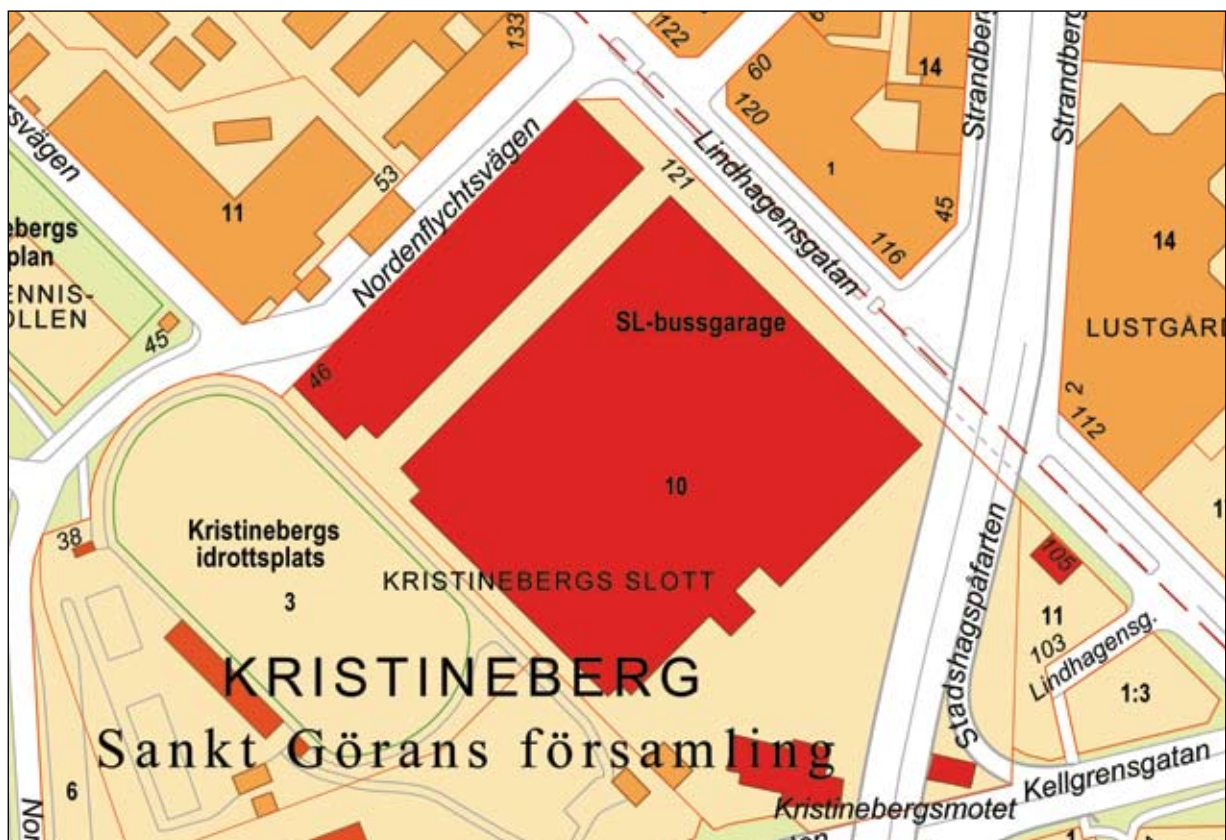 133
122
60
120
14
Strandberg
Strandberg
Lindhagensgatan
1
45
116
14
LUSTGÅR
2
112
rsvägen
53
11
Nordenflychtsvägen
121
ebergs
plan
ENNIS-
OLLEN
45
46
SL-bussgarage
10
38
Kristinebergs
idrottsplats
3
KRISTINEBERGS SLOTT
KRISTINEBERG
Sankt Görans församling
6
Nor
Stadshagspåfarten
105
11
103
Lindhagensg.
1:3
Kellgrensgatan
Kristinebergsmotet